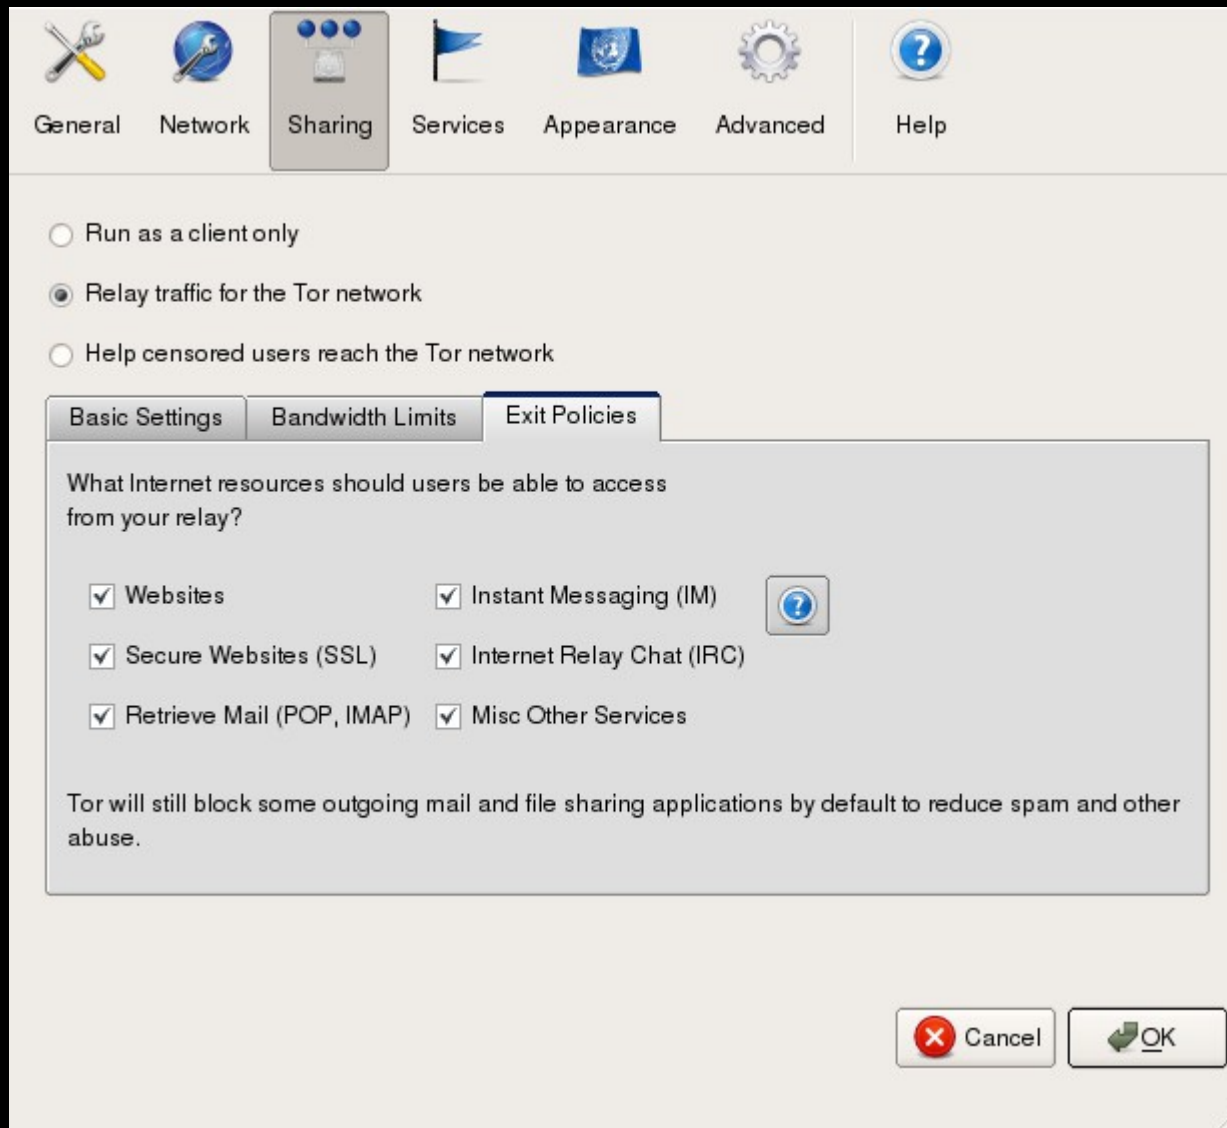 General Network Sharing Services Appearance Advanced Help
Run as a client only
Relay traffic for the Tor network
Help censored users reach the Tor network
Basic Settings Bandwidth Limits Exit Policies
What Internet resources should users be able to access
from your relay?
Websites Instant Messaging (IM)
Secure Websites (SSL) Internet Relay Chat (IRC)
Retrieve Mail (POP, IMAP) Misc Other Services
Tor will still block some outgoing mail and file sharing applications by default to reduce spam and other
abuse.
Cancel OK